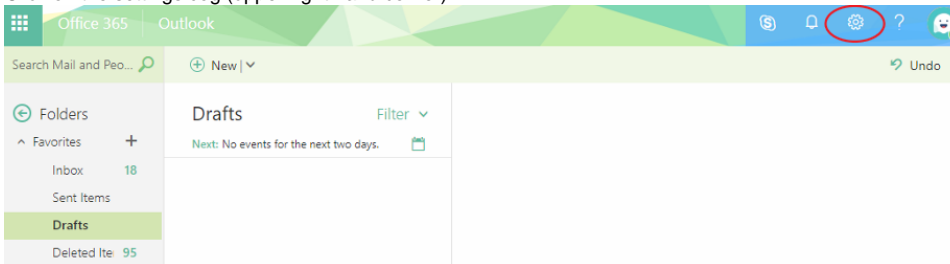 Office 365 Outlook
?
Search Mail and Peo...
New
Undo
Folders
Drafts
Filter
Favorites +
Next: No events for the next two days.
Inbox 18
Sent Items
Drafts
Deleted Ite 95